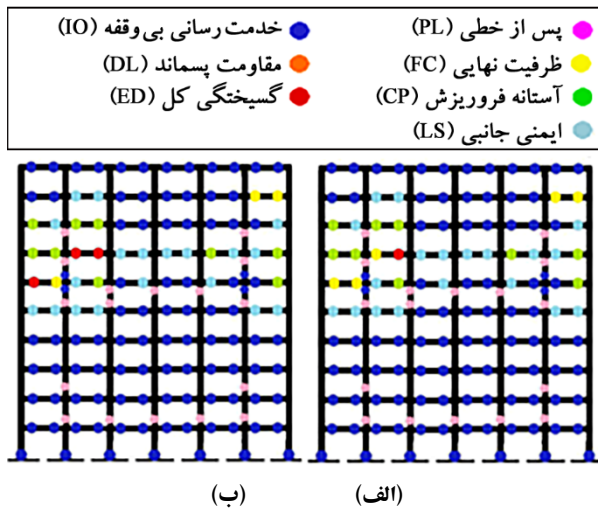 پس از خطی (PL)
خدمت رسانی بی‌وقفه (IO)
ظرفیت نهایی (FC)
مقاومت پسماند (DL)
آستانه فروریزش (CP)
گسیختگی کل (ED)
ایمنی جانبی (LS)
(الف)
(ب)